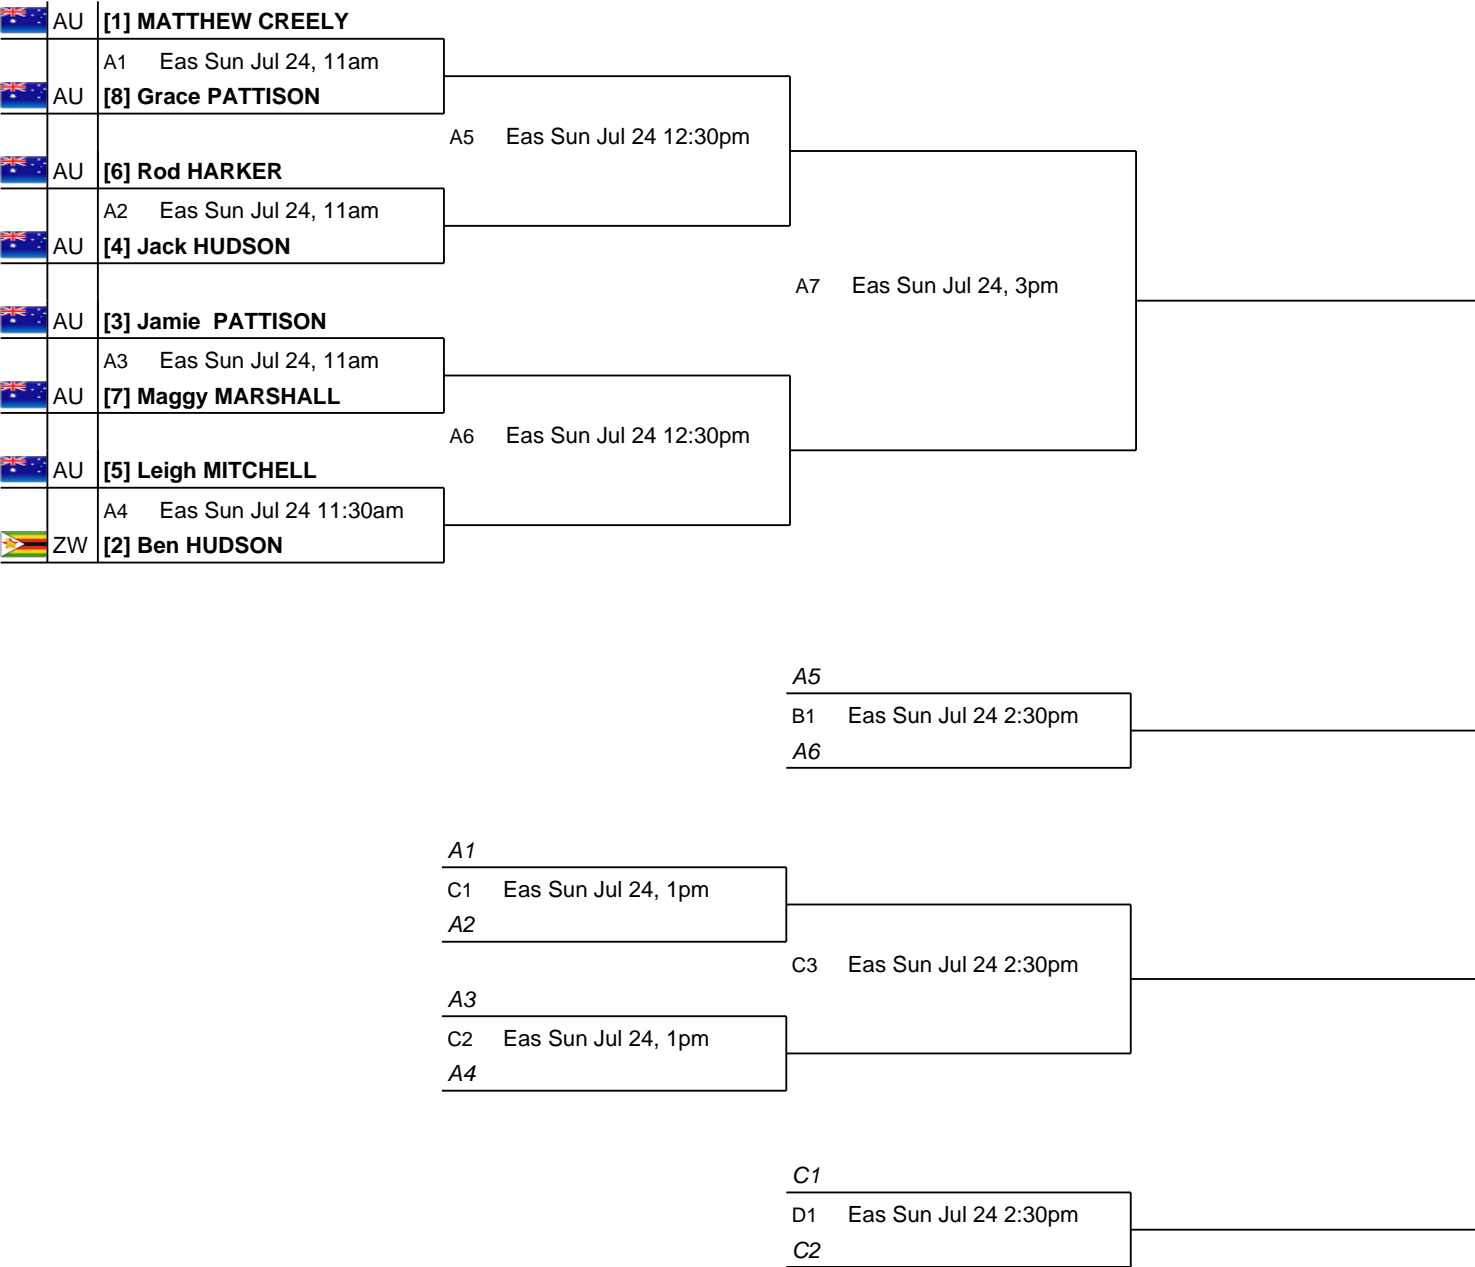 AU [1] MATTHEW CREELY
A1 Eas Sun Jul 24, 11am
AU [8] Grace PATTISON
A5 Eas Sun Jul 24 12:30pm
AU [6] Rod HARKER
A2 Eas Sun Jul 24, 11am
AU [4] Jack HUDSON
A7 Eas Sun Jul 24, 3pm
AU [3] Jamie  PATTISON
A3 Eas Sun Jul 24, 11am
AU [7] Maggy MARSHALL
A6 Eas Sun Jul 24 12:30pm
AU [5] Leigh MITCHELL
A4 Eas Sun Jul 24 11:30am
ZW [2] Ben HUDSON
A5
B1 Eas Sun Jul 24 2:30pm
A6
A1
C1 Eas Sun Jul 24, 1pm
A2
C3 Eas Sun Jul 24 2:30pm
A3
C2 Eas Sun Jul 24, 1pm
A4
C1
D1 Eas Sun Jul 24 2:30pm
C2